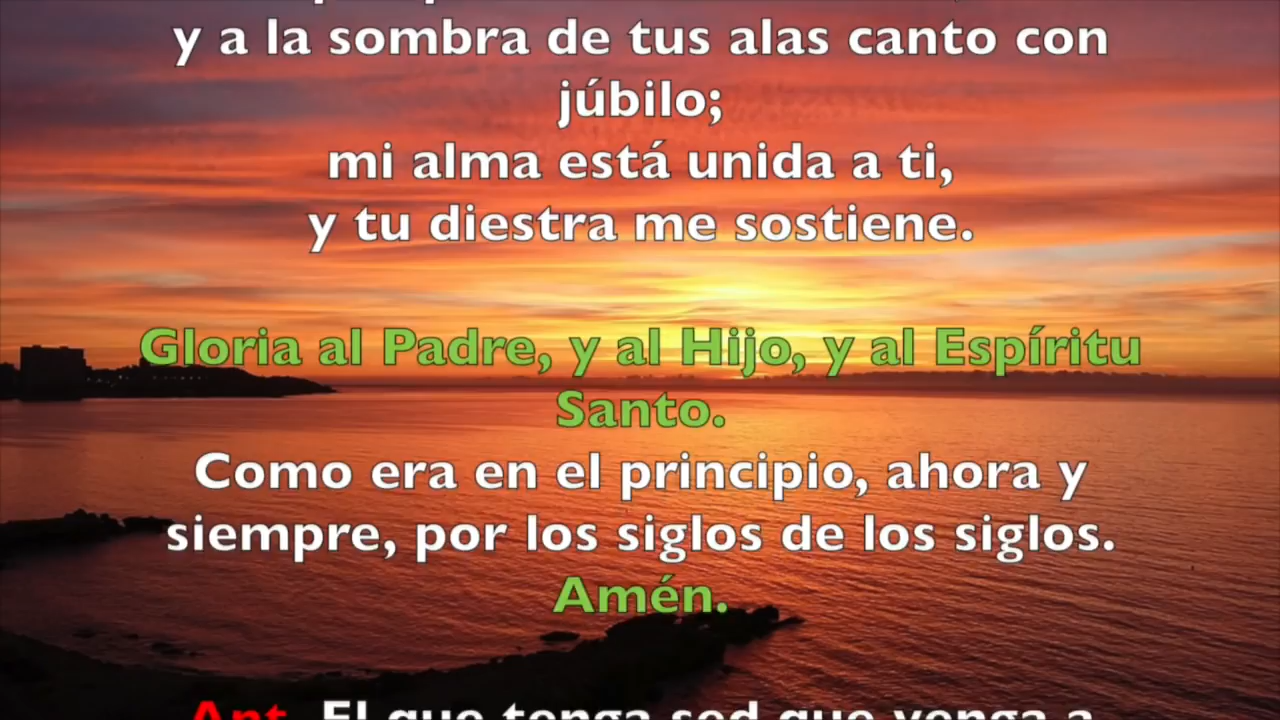 y a la sombra de tus alas canto con
júbilo;
mi alma está unida a ti,
y tu diestra me sostiene.
Gloria al Padre, y al Hijo, y al Espíritu
Santo.
Como era en el principio, ahora y
siempre, por los siglos de los siglos.
Amén.
Ant. El que tenga sed que venga a